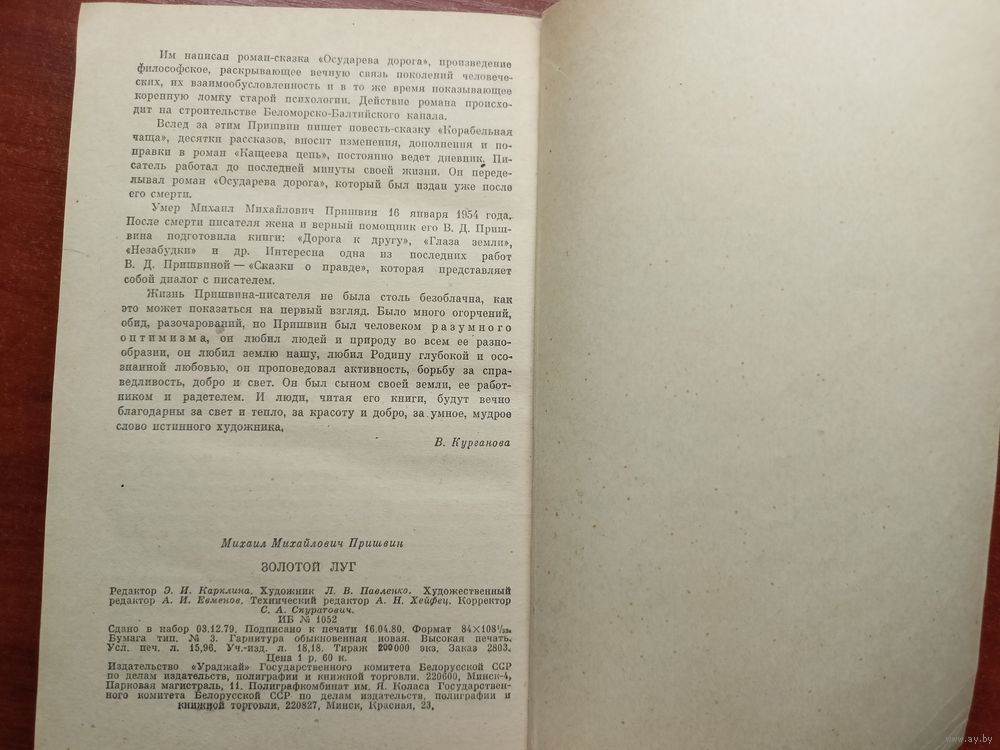 Им написан роман-сказка «Осударева дорога», произведение
философское, раскрывающее вечную связь поколений человече-
ских, их взаимообусловленность и в то же время показывающее
коренную ломку старой психологии. Действие романа происхо-
дит на строительстве Беломорско-Балтийского канала.
Вслед за этим Пришвин пишет повесть-сказку «Корабельная
чаща», десятки рассказов, вносит изменения, дополнения и по-
правки в роман «Кащеева цепь», постоянно ведет дневник. Пи-
сатель работал до последней минуты своей жизни. Он переде-
лывал роман «Осударева дорога», который был издан уже после
его смерти.
Умер Михаил Михайлович Пришвин 16 января 1954 года.
После смерти писателя жена и верный помощник его В. Д. Приш-
вина подготовила книги: «Дорога к другу», «Глаза земли»,
«Незабудки» и др. Интересна одна из последних работ
В. Д. Пришвиной — «Сказки о правде», которая представляет
собой диалог с писателем.
Жизнь Пришвина-писателя не была столь безоблачна, как
это может показаться на первый взгляд. Было много огорчений,
обид, разочарований, но Пришвин был человеком разумного
оптимизма, он любил людей и природу во всем ее разно-
образии, он любил землю нашу, любил Родину глубокой и осо-
знанной любовью, он проповедовал активность, борьбу за спра-
ведливость, добро и свет. Он был сыном своей земли, ее работ-
ником и радетелем. И люди, читая его книги, будут вечно
благодарны за свет и тепло, за красоту и добро, за умное, мудрое
слово истинного художника.
В. Курганова
Михаил Михайлович Пришвин
ЗОЛОТОЙ ЛУГ
Редактор Э. И. Карклина. Художник Л. В. Павленко. Художественный
редактор А. И. Евменов. Технический редактор А. Н. Хейфец. Корректор
С. А. Скуратович.
ИБ № 1052
Сдано в набор 03.12.79. Подписано к печати 16.04.80. Формат 84×108¹/₃₂.
Бумага тип. № 3. Гарнитура обыкновенная новая. Высокая печать.
Усл. печ. л. 15,96. Уч.-изд. л. 18,18. Тираж 200000 экз. Заказ 2803.
Цена 1 р. 60 к.
Издательство «Ураджай» Государственного комитета Белорусской ССР
по делам издательств, полиграфии и книжной торговли. 220600, Минск-4,
Парковая магистраль, 11. Полиграфкомбинат им. Я. Коласа Государствен-
ного комитета Белорусской ССР по делам издательств, полиграфии и
книжной торговли. 220827, Минск, Красная, 23.
www.ay.by